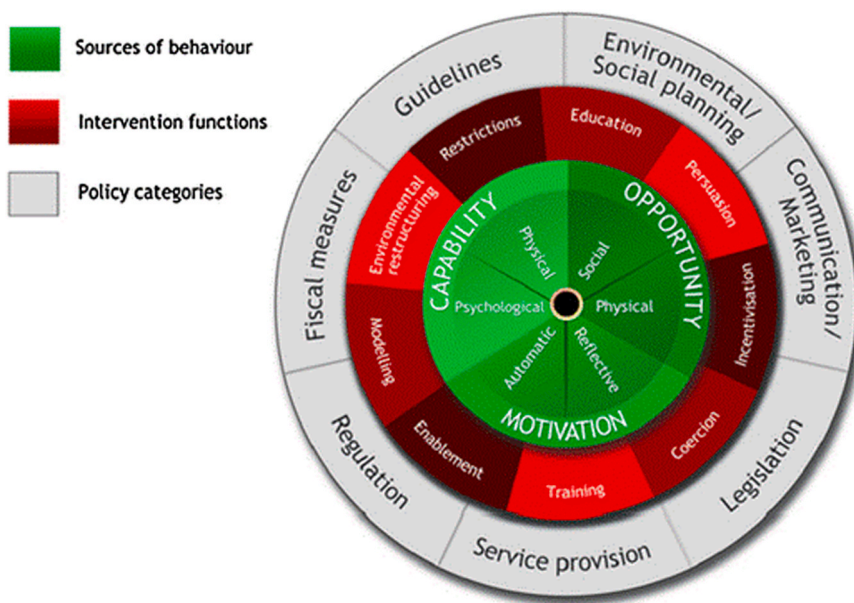 Sources of behaviour
Intervention functions
Policy categories
Guidelines
Environmental/
Social planning
Communication/
Marketing
Legislation
Service provision
Regulation
Fiscal measures
Restrictions
Education
Persuasion
Incentivisation
Coercion
Training
Enablement
Modelling
Environmental
restructuring
CAPABILITY
OPPORTUNITY
MOTIVATION
Physical
Social
Physical
Reflective
Automatic
Psychological